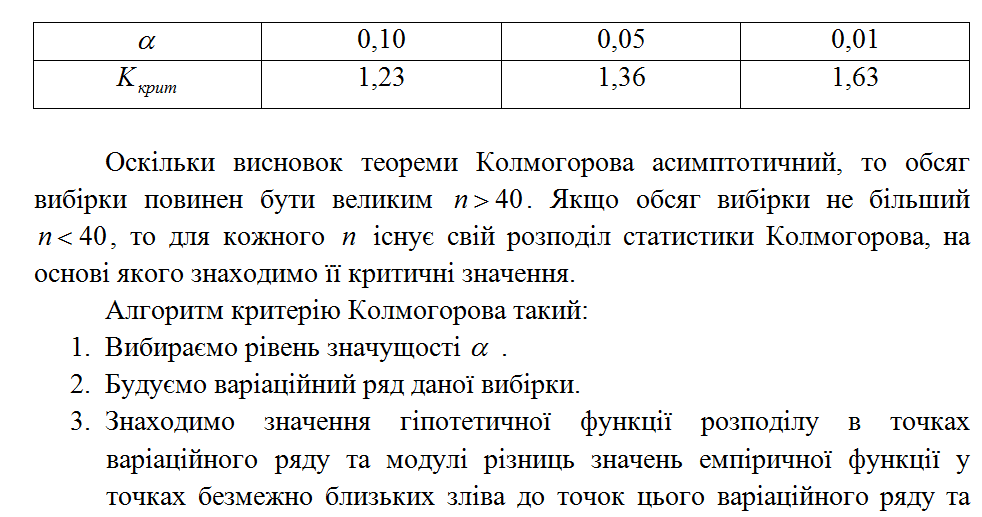 α 0,10 0,05 0,01
K крит 1,23 1,36 1,63
Оскільки висновок теореми Колмогорова асимптотичний, то обсяг
вибірки повинен бути великим n > 40. Якщо обсяг вибірки не більший
n < 40, то для кожного n існує свій розподіл статистики Колмогорова, на
основі якого знаходимо її критичні значення.
Алгоритм критерію Колмогорова такий:
1. Вибираємо рівень значущості α .
2. Будуємо варіаційний ряд даної вибірки.
3. Знаходимо значення гіпотетичної функції розподілу в точках
варіаційного ряду та модулі різниць значень емпіричної функції у
точках безмежно близьких зліва до точок цього варіаційного ряду та